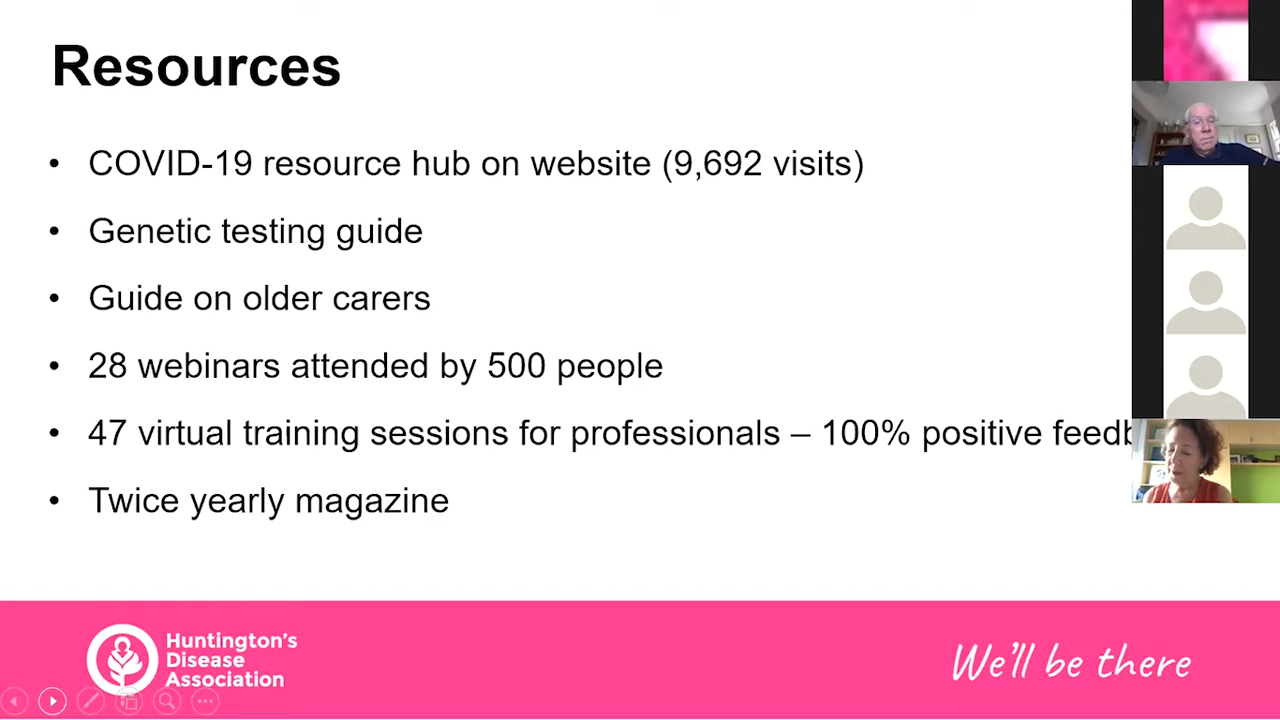 Resources
• COVID-19 resource hub on website (9,692 visits)
• Genetic testing guide
• Guide on older carers
• 28 webinars attended by 500 people
• 47 virtual training sessions for professionals – 100% positive
• Twice yearly magazine
Huntington's
Disease
Association
We'll be there